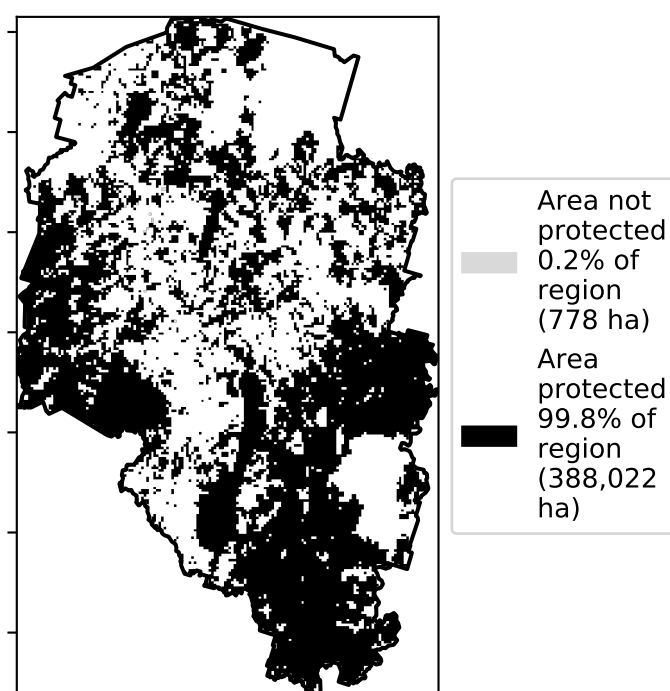 Area not
protected
0.2% of
region
(778 ha)
Area
protected
99.8% of
region
(388,022
ha)